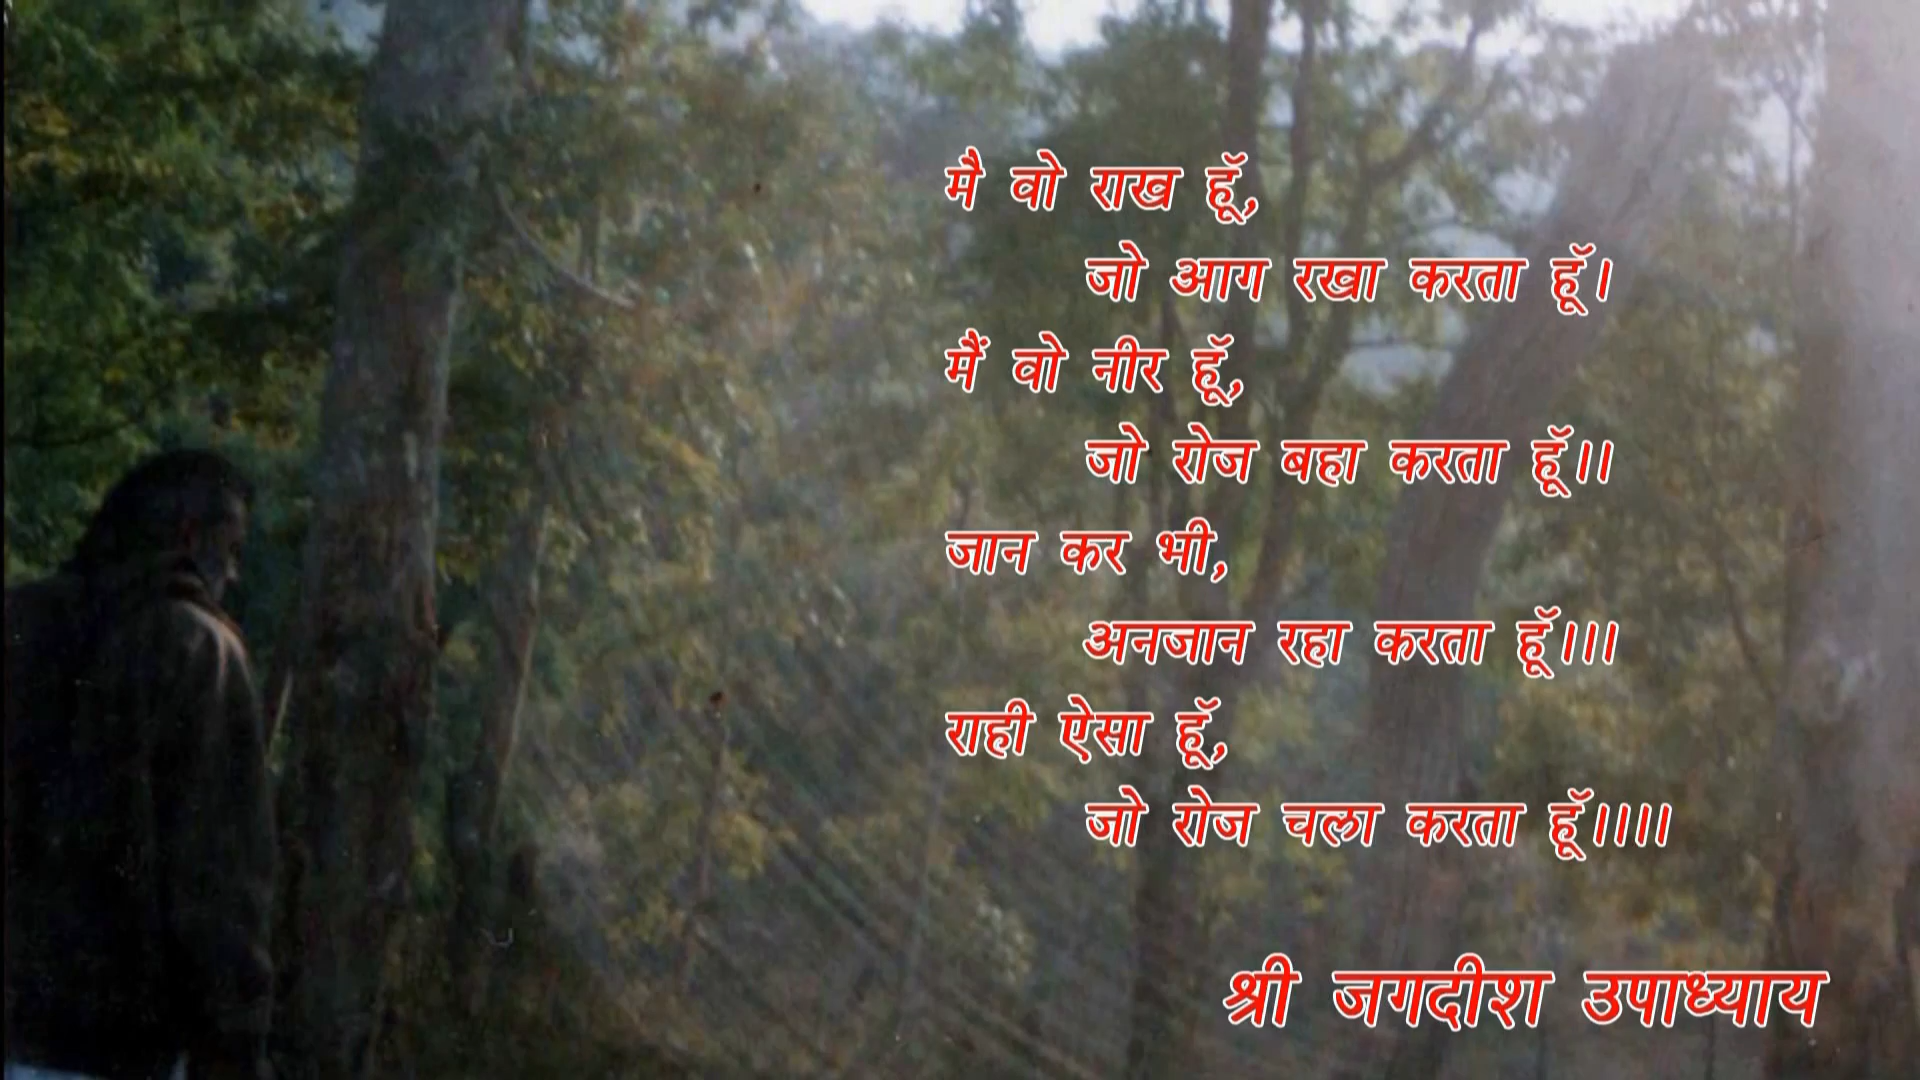 मै वो राख हूॅ,
जो आग रखा करता हूॅ।
मैं वो नीर हूॅ,
जो रोज बहा करता हूॅ।।
जान कर भी,
अनजान रहा करता हूॅ।।।
राही ऐसा हूॅ,
जो रोज चला करता हूॅ।।।।
श्री जगदीश उपाध्याय